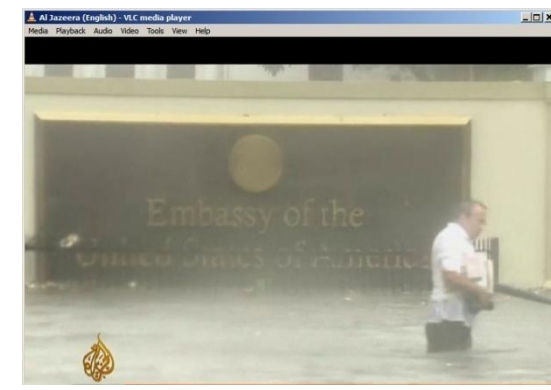 Al Jazeera (English) - VLC media player
Media Playback Audio Video Tools View Help
Embassy of the
United States of America